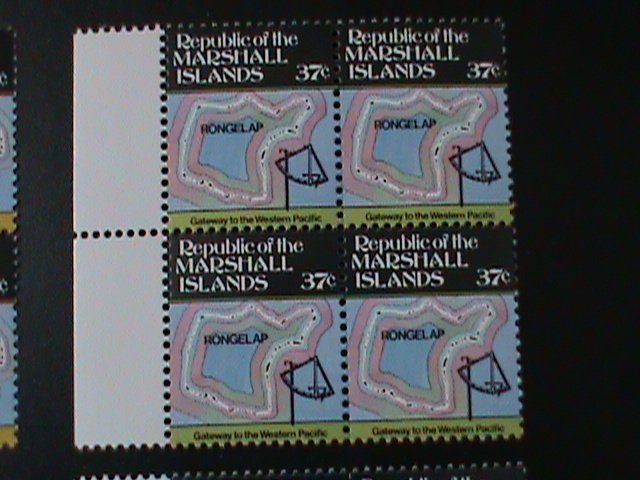 Republic of the
MARSHALL
ISLANDS 37c
RONGELAP
Gateway to the Western Pacific
Republic of the
MARSHALL
ISLANDS 37c
RONGELAP
Gateway to the Western Pacific
Republic of the
MARSHALL
ISLANDS 37c
RONGELAP
Gateway to the Western Pacific
Republic of the
MARSHALL
ISLANDS 37c
RONGELAP
Gateway to the Western Pacific